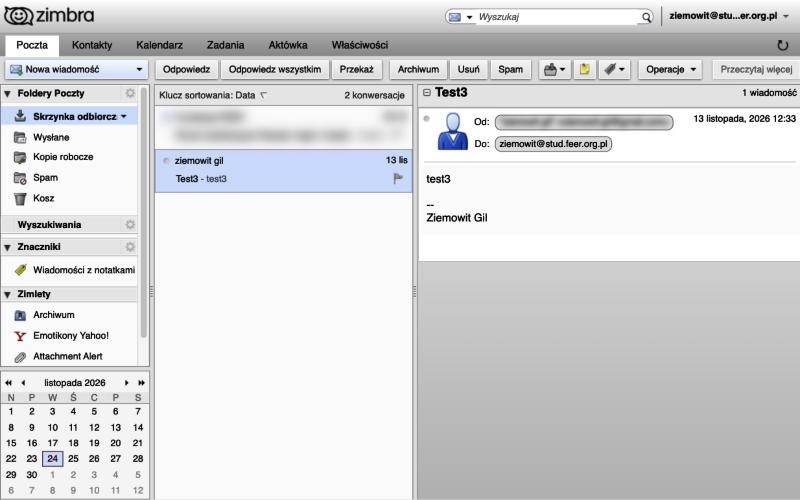 zimbra
Wyszukaj
ziemowit@stu...er.org.pl
Poczta Kontakty Kalendarz Zadania Aktówka Właściwości
Nowa wiadomość Odpowiedz Odpowiedz wszystkim Przekaż Archiwum Usuń Spam Operacje Przeczytaj więcej
Foldery Poczty
Skrzynka odbiorcz
Wysłane
Kopie robocze
Spam
Kosz
Wyszukiwania
Znaczniki
Wiadomości z notatkami
Zimlety
Archiwum
Emotikony Yahoo!
Attachment Alert
listopada 2026
N P W Ś C P S
1 2 3 4 5 6 7
8 9 10 11 12 13 14
15 16 17 18 19 20 21
22 23 24 25 26 27 28
29 30 1 2 3 4 5
6 7 8 9 10 11 12
Klucz sortowania: Data 2 konwersacje
ziemowit gil 13 lis
Test3 - test3
Test3 1 wiadomość
Od: 13 listopada, 2026 12:33
Do: ziemowit@stud.feer.org.pl
test3
--
Ziemowit Gil